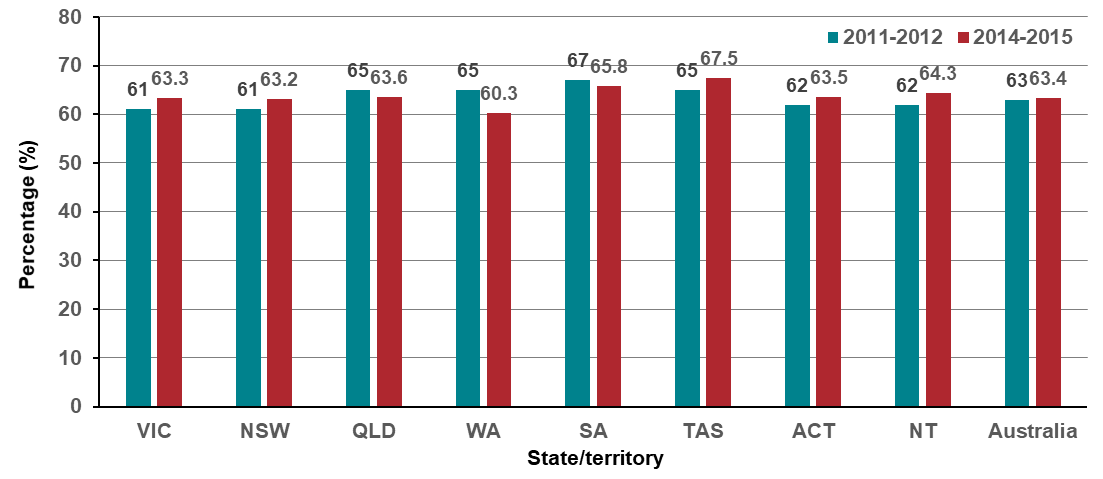 80
2011-2012 2014-2015
70
61 63.3 61 63.2 65 63.6 65 60.3 67 65.8 65 67.5 62 63.5 62 64.3 63 63.4
60
50
40
30
20
10
0
Percentage (%)
VIC NSW QLD WA SA TAS ACT NT Australia
State/territory